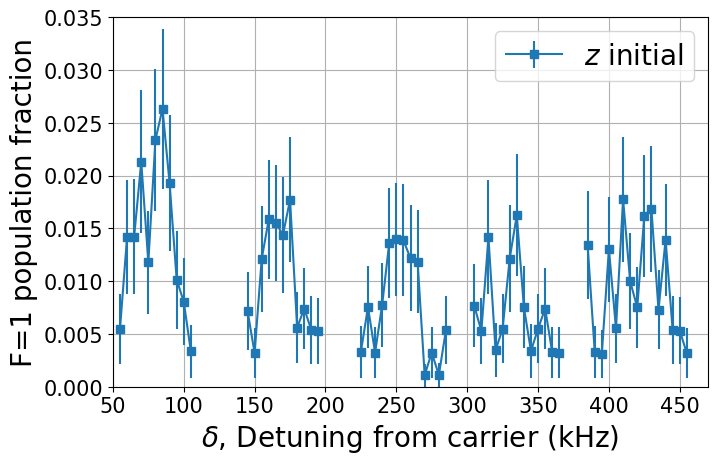 0.035
0.030
0.025
0.020
0.015
0.010
0.005
0.000
F=1 population fraction
z initial
50 100 150 200 250 300 350 400 450
δ, Detuning from carrier (kHz)